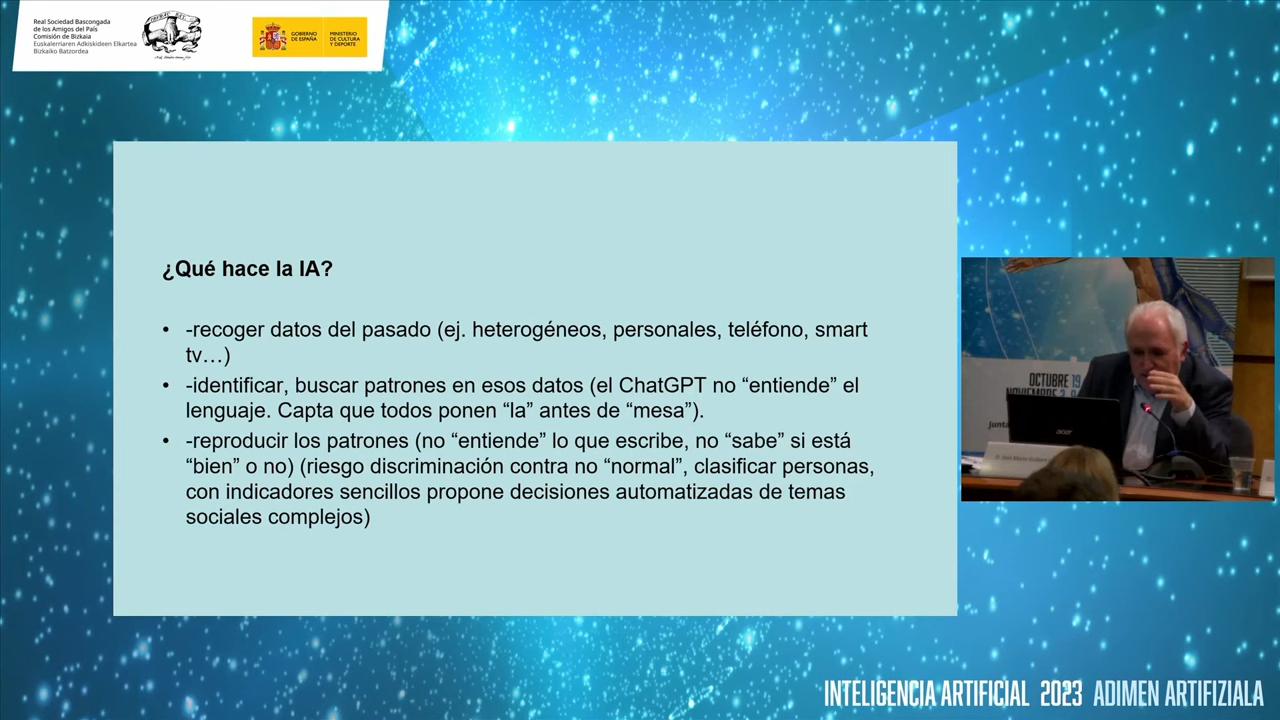 Real Sociedad Bascongada
de los Amigos del País
Comisión de Bizkaia
Euskalerriaren Adkiskideen Elkartea
Bizkaiko Batzordea
GOBIERNO
DE ESPAÑA
MINISTERIO
DE CULTURA
Y DEPORTE
¿Qué hace la IA?
• -recoger datos del pasado (ej. heterogéneos, personales, teléfono, smart
tv…)
• -identificar, buscar patrones en esos datos (el ChatGPT no “entiende” el
lenguaje. Capta que todos ponen “la” antes de “mesa”).
• -reproducir los patrones (no “entiende” lo que escribe, no “sabe” si está
“bien” o no) (riesgo discriminación contra no “normal”, clasificar personas,
con indicadores sencillos propone decisiones automatizadas de temas
sociales complejos)
OCTUBRE 19
NOVIEMBRE
acer
INTELIGENCIA ARTIFICIAL 2023 ADIMEN ARTIFIZIALA